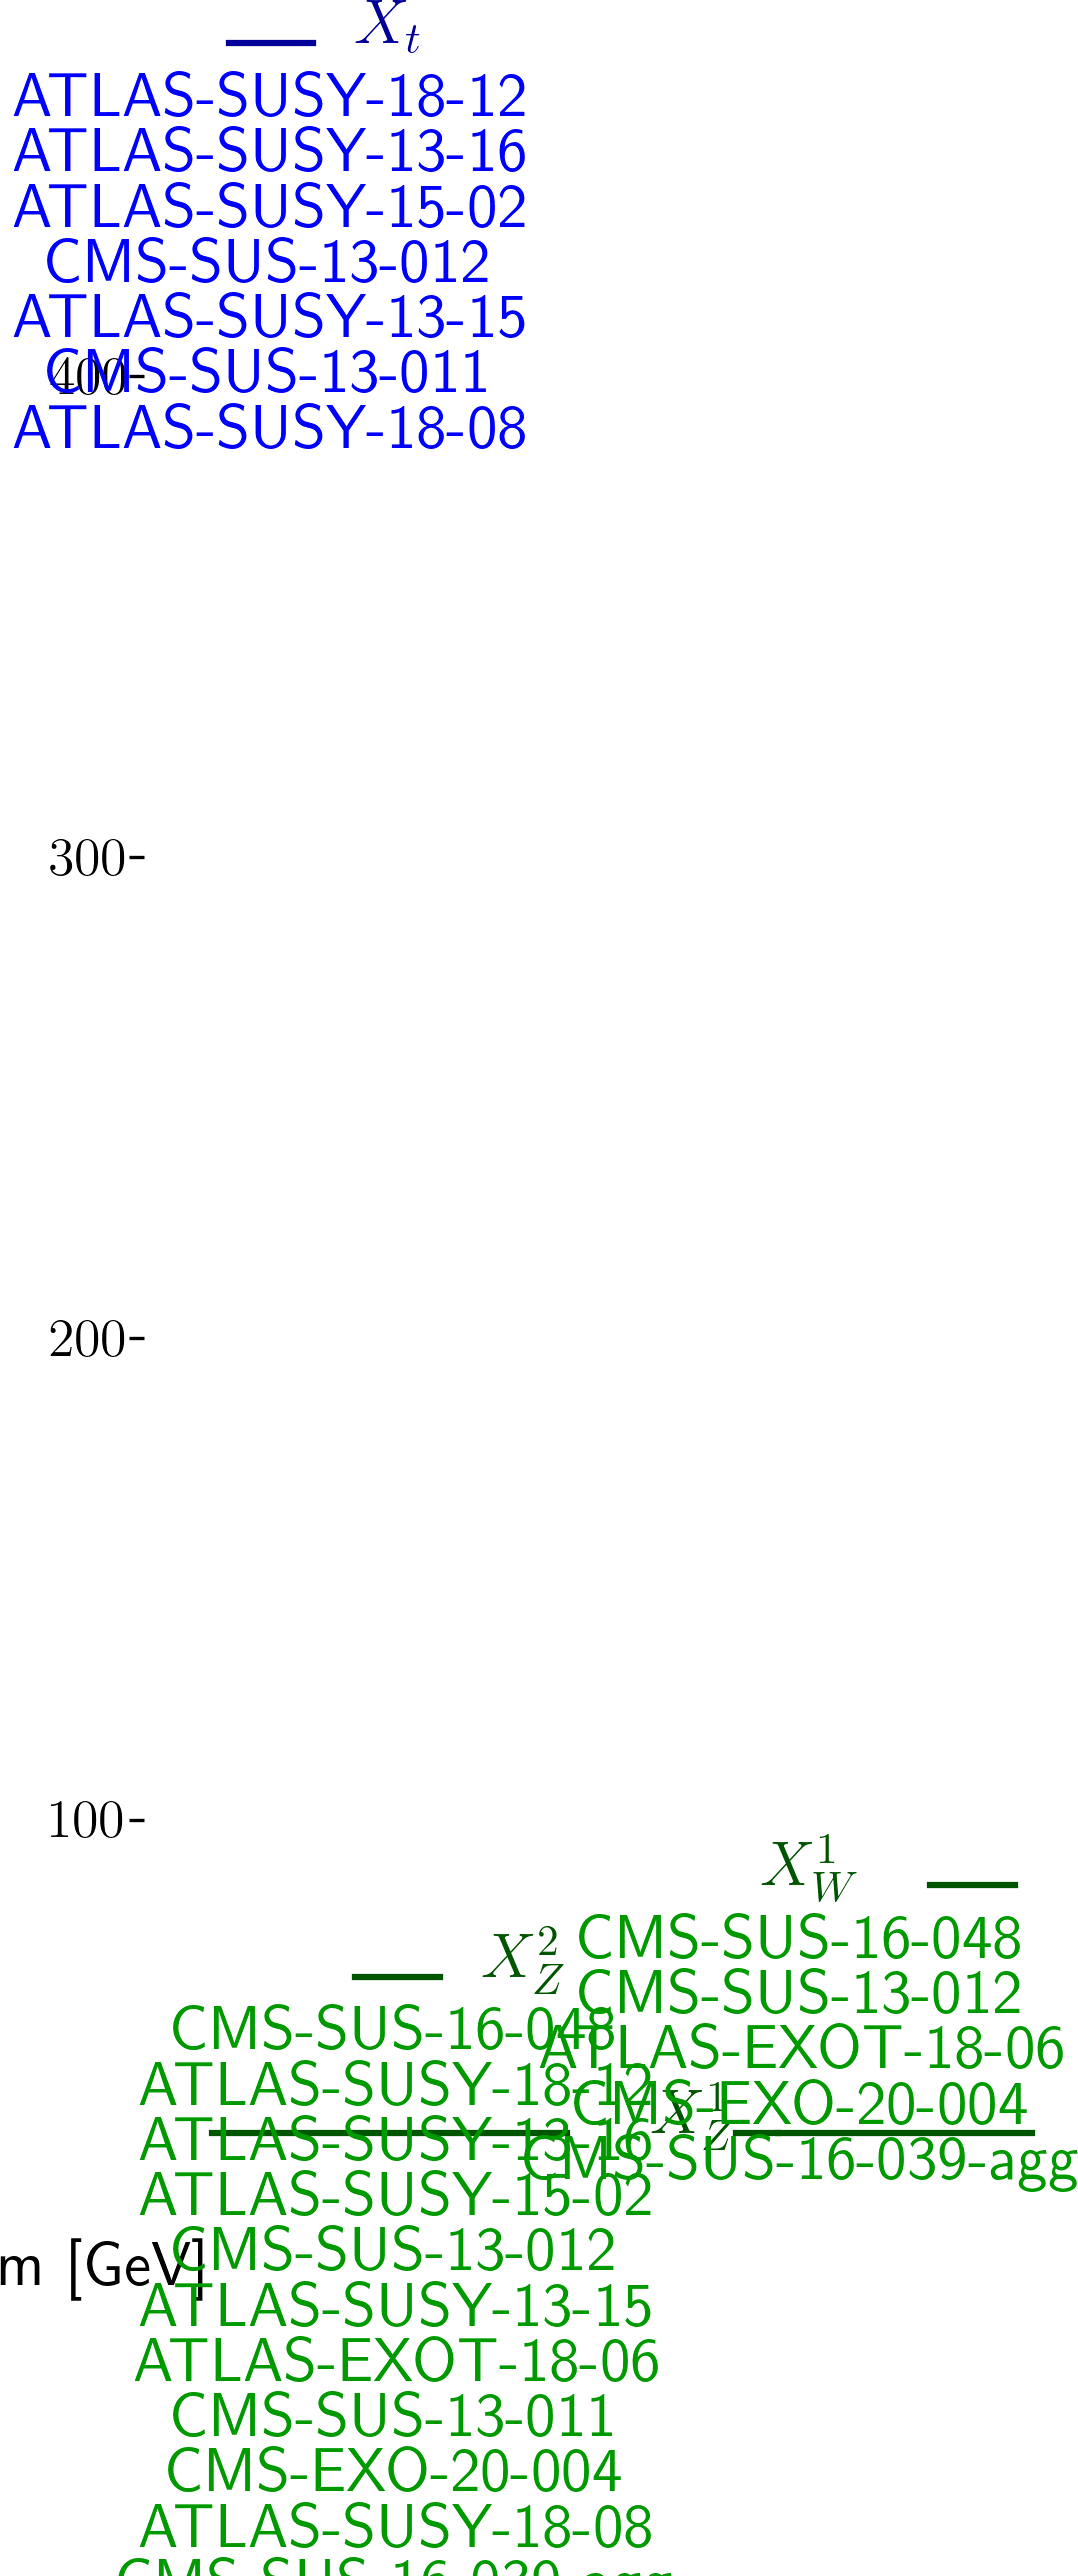 X_t
ATLAS-SUSY-18-12
ATLAS-SUSY-13-16
ATLAS-SUSY-15-02
CMS-SUS-13-012
ATLAS-SUSY-13-15
CMS-SUS-13-011
400
ATLAS-SUSY-18-08
300
200
100
X_W^1
CMS-SUS-16-048
CMS-SUS-13-012
ATLAS-EXOT-18-06
CMS-EXO-20-004
CMS-SUS-16-039-agg
X_Z^2
CMS-SUS-16-048
ATLAS-SUSY-18-12
ATLAS-SUSY-13-16
ATLAS-SUSY-15-02
CMS-SUS-13-012
ATLAS-SUSY-13-15
ATLAS-EXOT-18-06
CMS-SUS-13-011
CMS-EXO-20-004
ATLAS-SUSY-18-08
CMS-SUS-16-039-agg
X_Z^1
m [GeV]